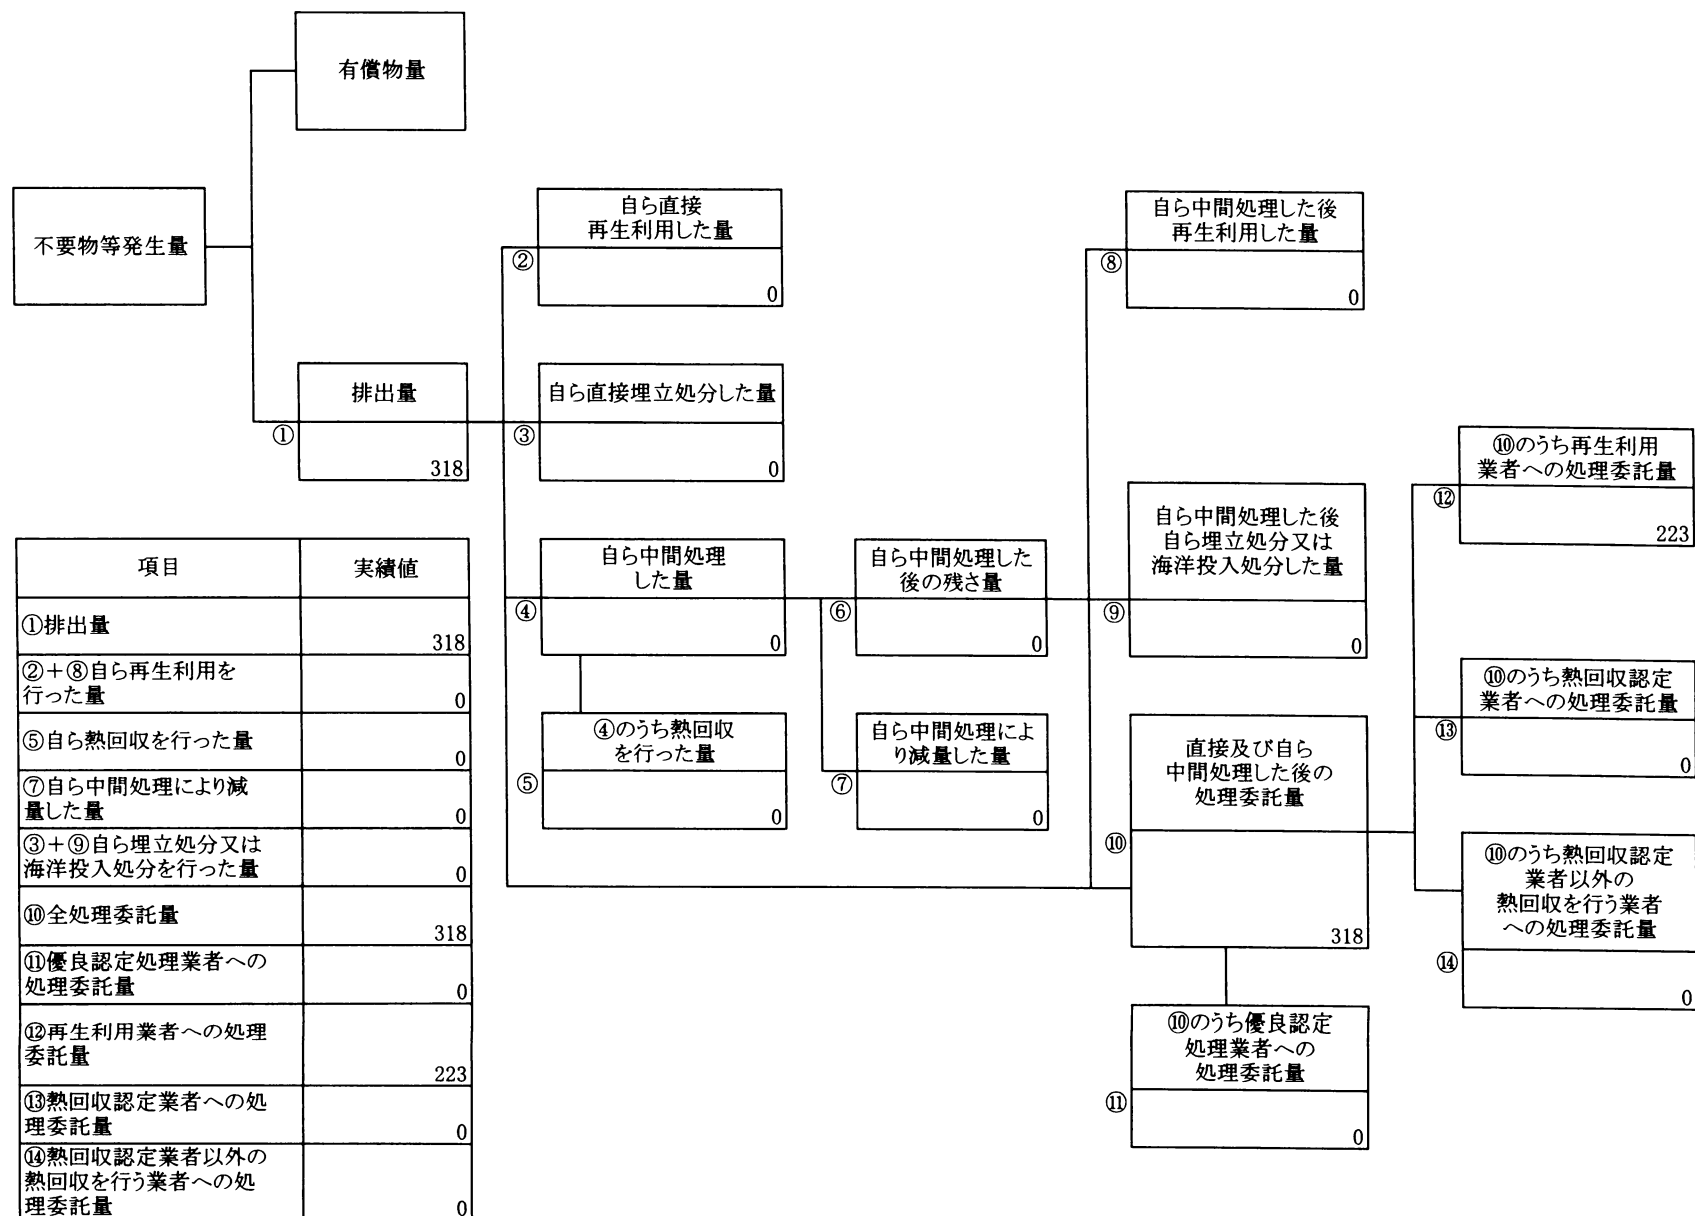 有償物量
不要物等発生量
自ら直接
再生利用した量
②
0
自ら中間処理した後
再生利用した量
⑧
0
排出量
①
318
自ら直接埋立処分した量
③
0
⑩のうち再生利用
業者への処理委託量
⑫
223
自ら中間処理
した量
④
0
自ら中間処理した
後の残さ量
⑥
0
自ら中間処理した後
自ら埋立処分又は
海洋投入処分した量
⑨
0
⑩のうち熱回収認定
業者への処理委託量
⑬
0
④のうち熱回収
を行った量
⑤
0
自ら中間処理によ
り減量した量
⑦
0
直接及び自ら
中間処理した後の
処理委託量
⑩
318
⑩のうち熱回収認定
業者以外の
熱回収を行う業者
への処理委託量
⑭
0
⑩のうち優良認定
処理業者への
処理委託量
⑪
0
項目 実績値
①排出量
318
②+⑧自ら再生利用を
行った量
0
⑤自ら熱回収を行った量
0
⑦自ら中間処理により減
量した量
0
③+⑨自ら埋立処分又は
海洋投入処分を行った量
0
⑩全処理委託量
318
⑪優良認定処理業者への
処理委託量
0
⑫再生利用業者への処理
委託量
223
⑬熱回収認定業者への処
理委託量
0
⑭熱回収認定業者以外の
熱回収を行う業者への処
理委託量
0